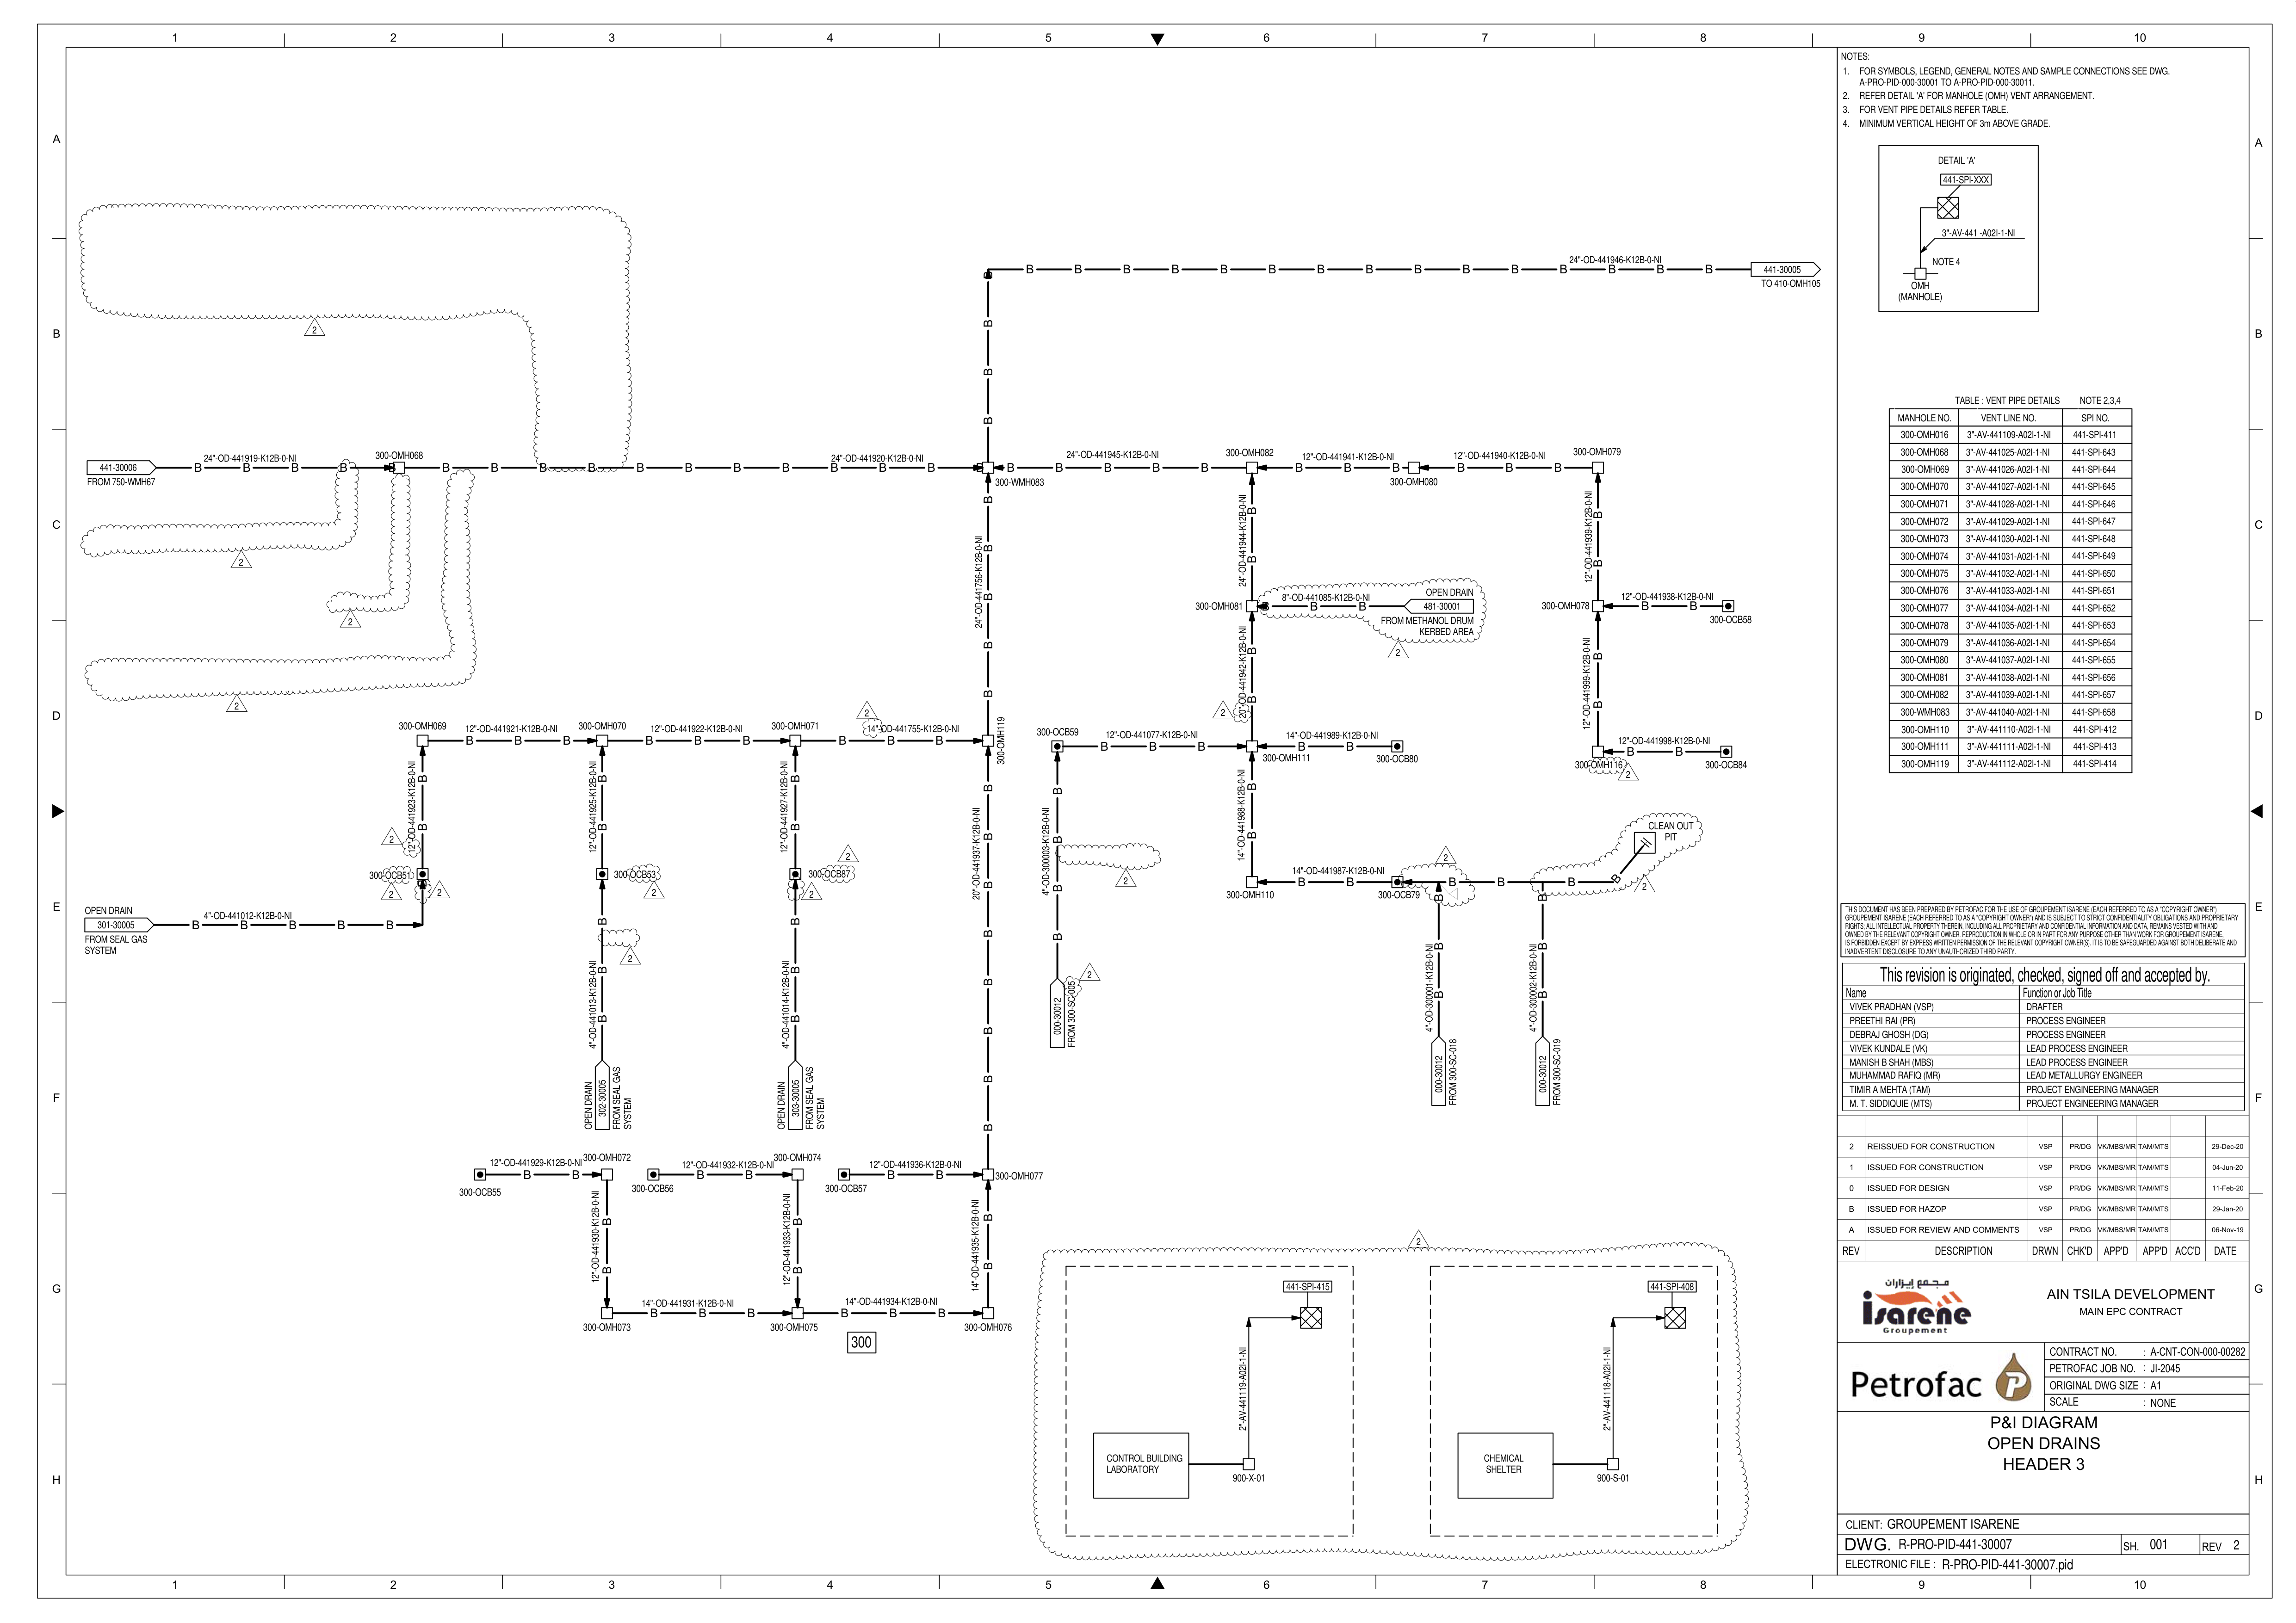 1 2 3 4 5 6 7 8 9 10
A
B
C
D
E
F
G
H
NOTES:
1. FOR SYMBOLS, LEGEND, GENERAL NOTES AND SAMPLE CONNECTIONS SEE DWG.
A-PRO-PID-000-30001 TO A-PRO-PID-000-30011.
2. REFER DETAIL 'A' FOR MANHOLE (OMH) VENT ARRANGEMENT.
3. FOR VENT PIPE DETAILS REFER TABLE.
4. MINIMUM VERTICAL HEIGHT OF 3m ABOVE GRADE.
DETAIL 'A'
441-SPI-XXX
3"-AV-441 -A02I-1-NI
NOTE 4
OMH
(MANHOLE)
24"-OD-441946-K12B-0-NI
441-30005
TO 410-OMH105
2
441-30006
FROM 750-WMH67
24"-OD-441919-K12B-0-NI
300-OMH068
24"-OD-441920-K12B-0-NI
300-WMH083
24"-OD-441945-K12B-0-NI
300-OMH082
12"-OD-441941-K12B-0-NI
300-OMH080
12"-OD-441940-K12B-0-NI
300-OMH079
2
2
2
24"-OD-441756-K12B-0-NI
24"-OD-441944-K12B-0-NI
12"-OD-441939-K12B-0-NI
300-OMH081
8"-OD-441085-K12B-0-NI
OPEN DRAIN
481-30001
FROM METHANOL DRUM
KERBED AREA
2
300-OMH078
12"-OD-441938-K12B-0-NI
300-OCB58
20"-OD-441942-K12B-0-NI
2
12"-OD-441999-K12B-0-NI
300-OMH069
12"-OD-441921-K12B-0-NI
300-OMH070
12"-OD-441922-K12B-0-NI
300-OMH071
2
14"-OD-441755-K12B-0-NI
300-OMH119
300-OCB59
12"-OD-441077-K12B-0-NI
300-OMH111
14"-OD-441989-K12B-0-NI
300-OCB80
12"-OD-441998-K12B-0-NI
300-OMH116
2
300-OCB84
12"-OD-441923-K12B-0-NI
12"-OD-441925-K12B-0-NI
12"-OD-441927-K12B-0-NI
20"-OD-441937-K12B-0-NI
4"-OD-300003-K12B-0-NI
14"-OD-441988-K12B-0-NI
2
300-OCB51
2
2
300-OCB53
2
300-OCB87
2
2
2
CLEAN OUT
PIT
2
300-OMH110
14"-OD-441987-K12B-0-NI
300-OCB79
2
OPEN DRAIN
301-30005
FROM SEAL GAS
SYSTEM
4"-OD-441012-K12B-0-NI
2
4"-OD-441013-K12B-0-NI
4"-OD-441014-K12B-0-NI
2
000-30012
FROM 300-SC-005
4"-OD-300001-K12B-0-NI
4"-OD-300002-K12B-0-NI
000-30012
FROM 300-SC-018
000-30012
FROM 300-SC-019
OPEN DRAIN
302-30005
FROM SEAL GAS
SYSTEM
OPEN DRAIN
303-30005
FROM SEAL GAS
SYSTEM
300-OCB55
12"-OD-441929-K12B-0-NI
300-OMH072
300-OCB56
12"-OD-441932-K12B-0-NI
300-OMH074
300-OCB57
12"-OD-441936-K12B-0-NI
300-OMH077
12"-OD-441930-K12B-0-NI
12"-OD-441933-K12B-0-NI
14"-OD-441935-K12B-0-NI
300-OMH073
14"-OD-441931-K12B-0-NI
300-OMH075
14"-OD-441934-K12B-0-NI
300-OMH076
300
2
441-SPI-415
2"-AV-441119-A02I-1-NI
CONTROL BUILDING
LABORATORY
900-X-01
441-SPI-408
2"-AV-441118-A02I-1-NI
CHEMICAL
SHELTER
900-S-01
TABLE : VENT PIPE DETAILS NOTE 2,3,4
MANHOLE NO. VENT LINE NO. SPI NO.
300-OMH016 3"-AV-441109-A02I-1-NI 441-SPI-411
300-OMH068 3"-AV-441025-A02I-1-NI 441-SPI-643
300-OMH069 3"-AV-441026-A02I-1-NI 441-SPI-644
300-OMH070 3"-AV-441027-A02I-1-NI 441-SPI-645
300-OMH071 3"-AV-441028-A02I-1-NI 441-SPI-646
300-OMH072 3"-AV-441029-A02I-1-NI 441-SPI-647
300-OMH073 3"-AV-441030-A02I-1-NI 441-SPI-648
300-OMH074 3"-AV-441031-A02I-1-NI 441-SPI-649
300-OMH075 3"-AV-441032-A02I-1-NI 441-SPI-650
300-OMH076 3"-AV-441033-A02I-1-NI 441-SPI-651
300-OMH077 3"-AV-441034-A02I-1-NI 441-SPI-652
300-OMH078 3"-AV-441035-A02I-1-NI 441-SPI-653
300-OMH079 3"-AV-441036-A02I-1-NI 441-SPI-654
300-OMH080 3"-AV-441037-A02I-1-NI 441-SPI-655
300-OMH081 3"-AV-441038-A02I-1-NI 441-SPI-656
300-OMH082 3"-AV-441039-A02I-1-NI 441-SPI-657
300-WMH083 3"-AV-441040-A02I-1-NI 441-SPI-658
300-OMH110 3"-AV-441110-A02I-1-NI 441-SPI-412
300-OMH111 3"-AV-441111-A02I-1-NI 441-SPI-413
300-OMH119 3"-AV-441112-A02I-1-NI 441-SPI-414
THIS DOCUMENT HAS BEEN PREPARED BY PETROFAC FOR THE USE OF GROUPEMENT ISARENE (EACH REFERRED TO AS A "COPYRIGHT OWNER")
GROUPEMENT ISARENE (EACH REFERRED TO AS A "COPYRIGHT OWNER") AND IS SUBJECT TO STRICT CONFIDENTIALITY OBLIGATIONS AND PROPRIETARY
RIGHTS; ALL INTELLECTUAL PROPERTY THEREIN, INCLUDING ALL PROPRIETARY AND CONFIDENTIAL INFORMATION AND DATA, REMAINS VESTED WITH AND
OWNED BY THE RELEVANT COPYRIGHT OWNER. REPRODUCTION IN WHOLE OR IN PART FOR ANY PURPOSE OTHER THAN WORK FOR GROUPEMENT ISARENE,
IS FORBIDDEN EXCEPT BY EXPRESS WRITTEN PERMISSION OF THE RELEVANT COPYRIGHT OWNER(S). IT IS TO BE SAFEGUARDED AGAINST BOTH DELIBERATE AND
INADVERTENT DISCLOSURE TO ANY UNAUTHORIZED THIRD PARTY.
This revision is originated, checked, signed off and accepted by.
Name Function or Job Title
VIVEK PRADHAN (VSP) DRAFTER
PREETHI RAI (PR) PROCESS ENGINEER
DEBRAJ GHOSH (DG) PROCESS ENGINEER
VIVEK KUNDALE (VK) LEAD PROCESS ENGINEER
MANISH B SHAH (MBS) LEAD PROCESS ENGINEER
MUHAMMAD RAFIQ (MR) LEAD METALLURGY ENGINEER
TIMIR A MEHTA (TAM) PROJECT ENGINEERING MANAGER
M. T. SIDDIQUIE (MTS) PROJECT ENGINEERING MANAGER
2 REISSUED FOR CONSTRUCTION VSP PR/DG VK/MBS/MR TAM/MTS 29-Dec-20
1 ISSUED FOR CONSTRUCTION VSP PR/DG VK/MBS/MR TAM/MTS 04-Jun-20
0 ISSUED FOR DESIGN VSP PR/DG VK/MBS/MR TAM/MTS 11-Feb-20
B ISSUED FOR HAZOP VSP PR/DG VK/MBS/MR TAM/MTS 29-Jan-20
A ISSUED FOR REVIEW AND COMMENTS VSP PR/DG VK/MBS/MR TAM/MTS 06-Nov-19
REV DESCRIPTION DRWN CHK'D APP'D APP'D ACC'D DATE
مجمع إيزاران
isarene
Groupement
AIN TSILA DEVELOPMENT
MAIN EPC CONTRACT
Petrofac
CONTRACT NO. : A-CNT-CON-000-00282
PETROFAC JOB NO. : JI-2045
ORIGINAL DWG SIZE : A1
SCALE : NONE
P&I DIAGRAM
OPEN DRAINS
HEADER 3
CLIENT: GROUPEMENT ISARENE
DWG. R-PRO-PID-441-30007 SH. 001 REV 2
ELECTRONIC FILE : R-PRO-PID-441-30007.pid
1 2 3 4 5 6 7 8 9 10